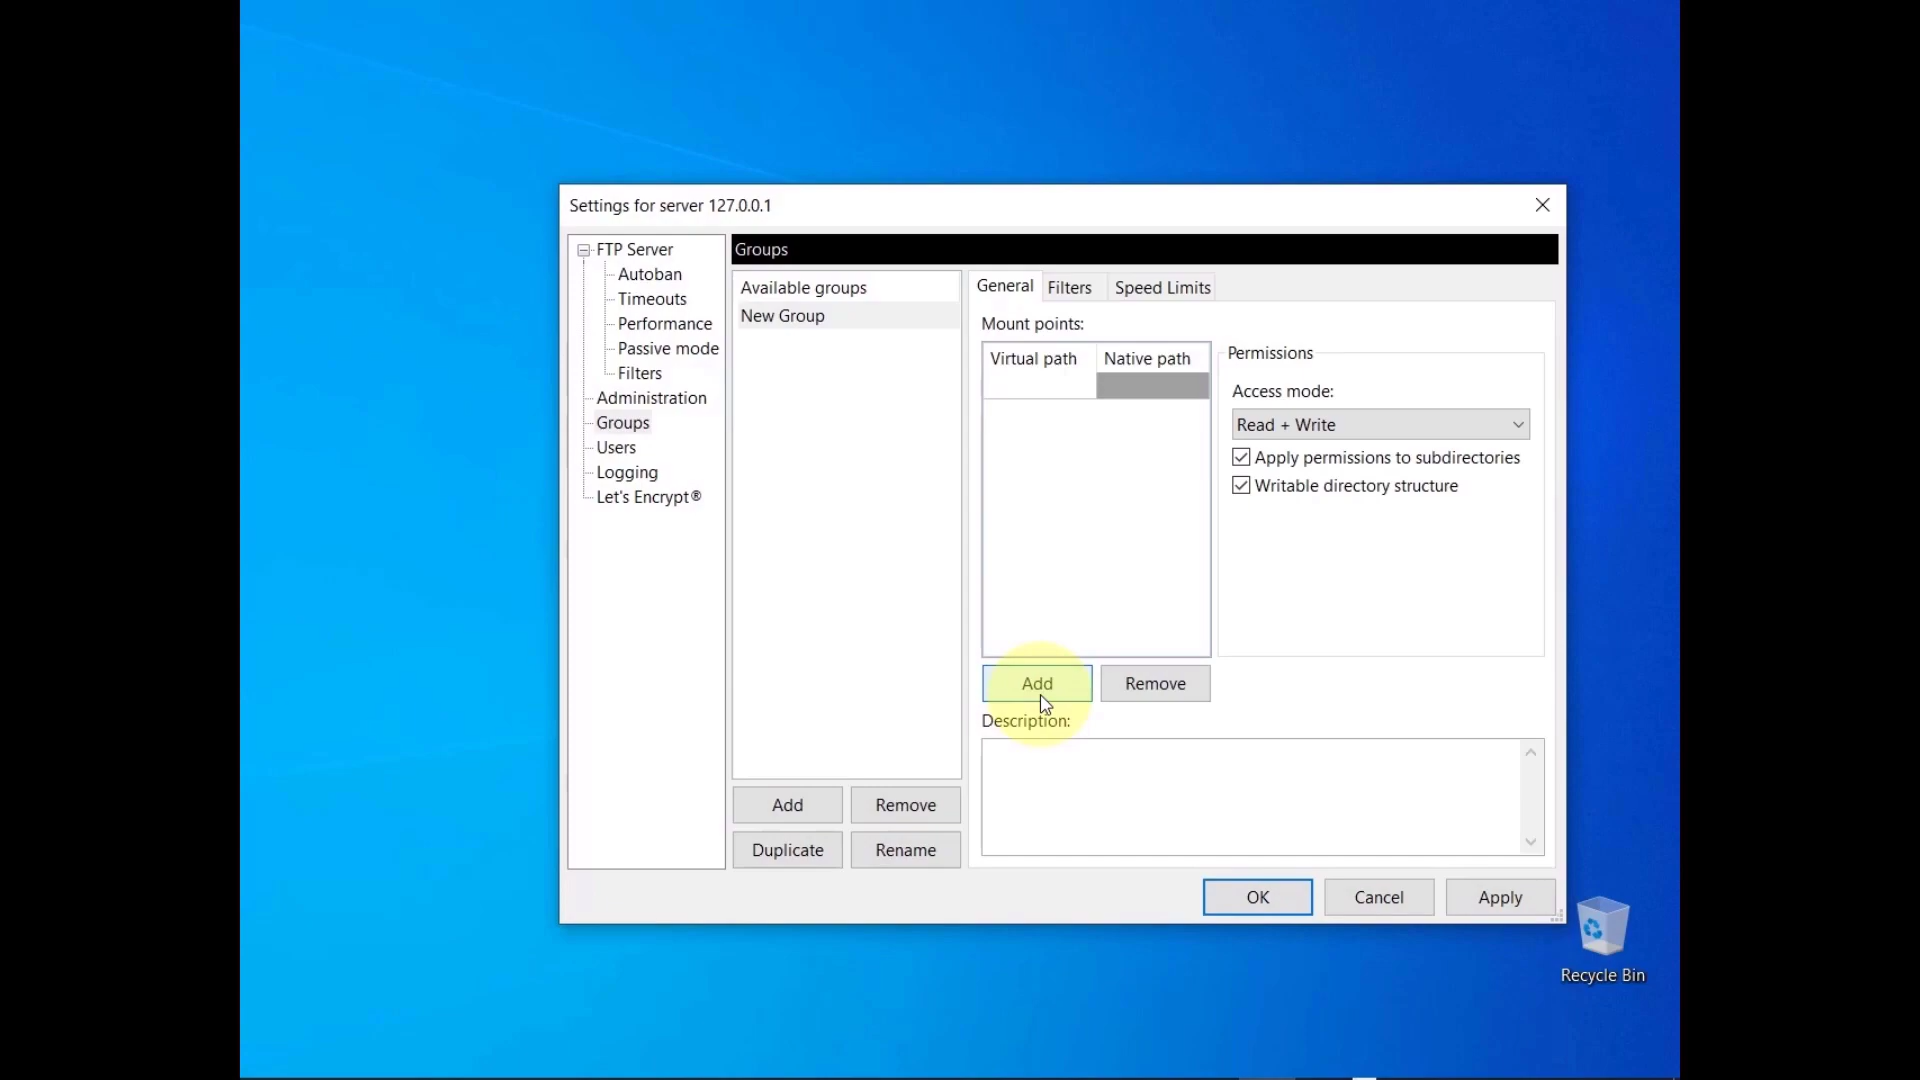 Settings for server 127.0.0.1
FTP Server
Autoban
Timeouts
Performance
Passive mode
Filters
Administration
Groups
Users
Logging
Let's Encrypt®
Groups
Available groups
New Group
Add
Remove
Duplicate
Rename
General
Filters
Speed Limits
Mount points:
Virtual path
Native path
Permissions
Access mode:
Read + Write
Apply permissions to subdirectories
Writable directory structure
Add
Remove
Description:
OK
Cancel
Apply
Recycle Bin